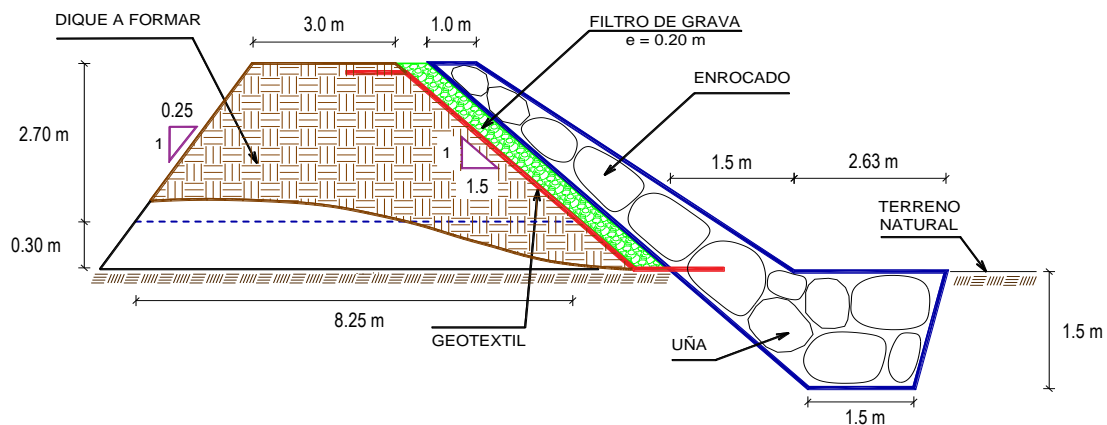 DIQUE A FORMAR
3.0 m
1.0 m
FILTRO DE GRAVA
e = 0.20 m
ENROCADO
0.25
1
2.70 m
1
1.5
1.5 m
2.63 m
TERRENO
NATURAL
0.30 m
8.25 m
GEOTEXTIL
UÑA
1.5 m
1.5 m